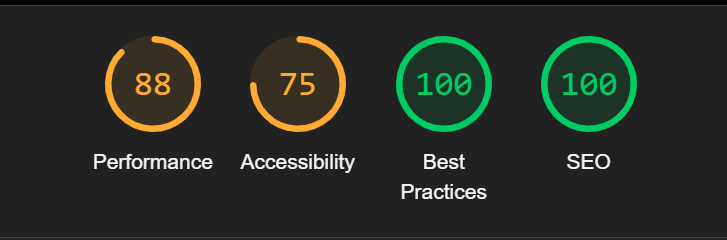 88 75 100 100
Performance Accessibility Best Practices SEO